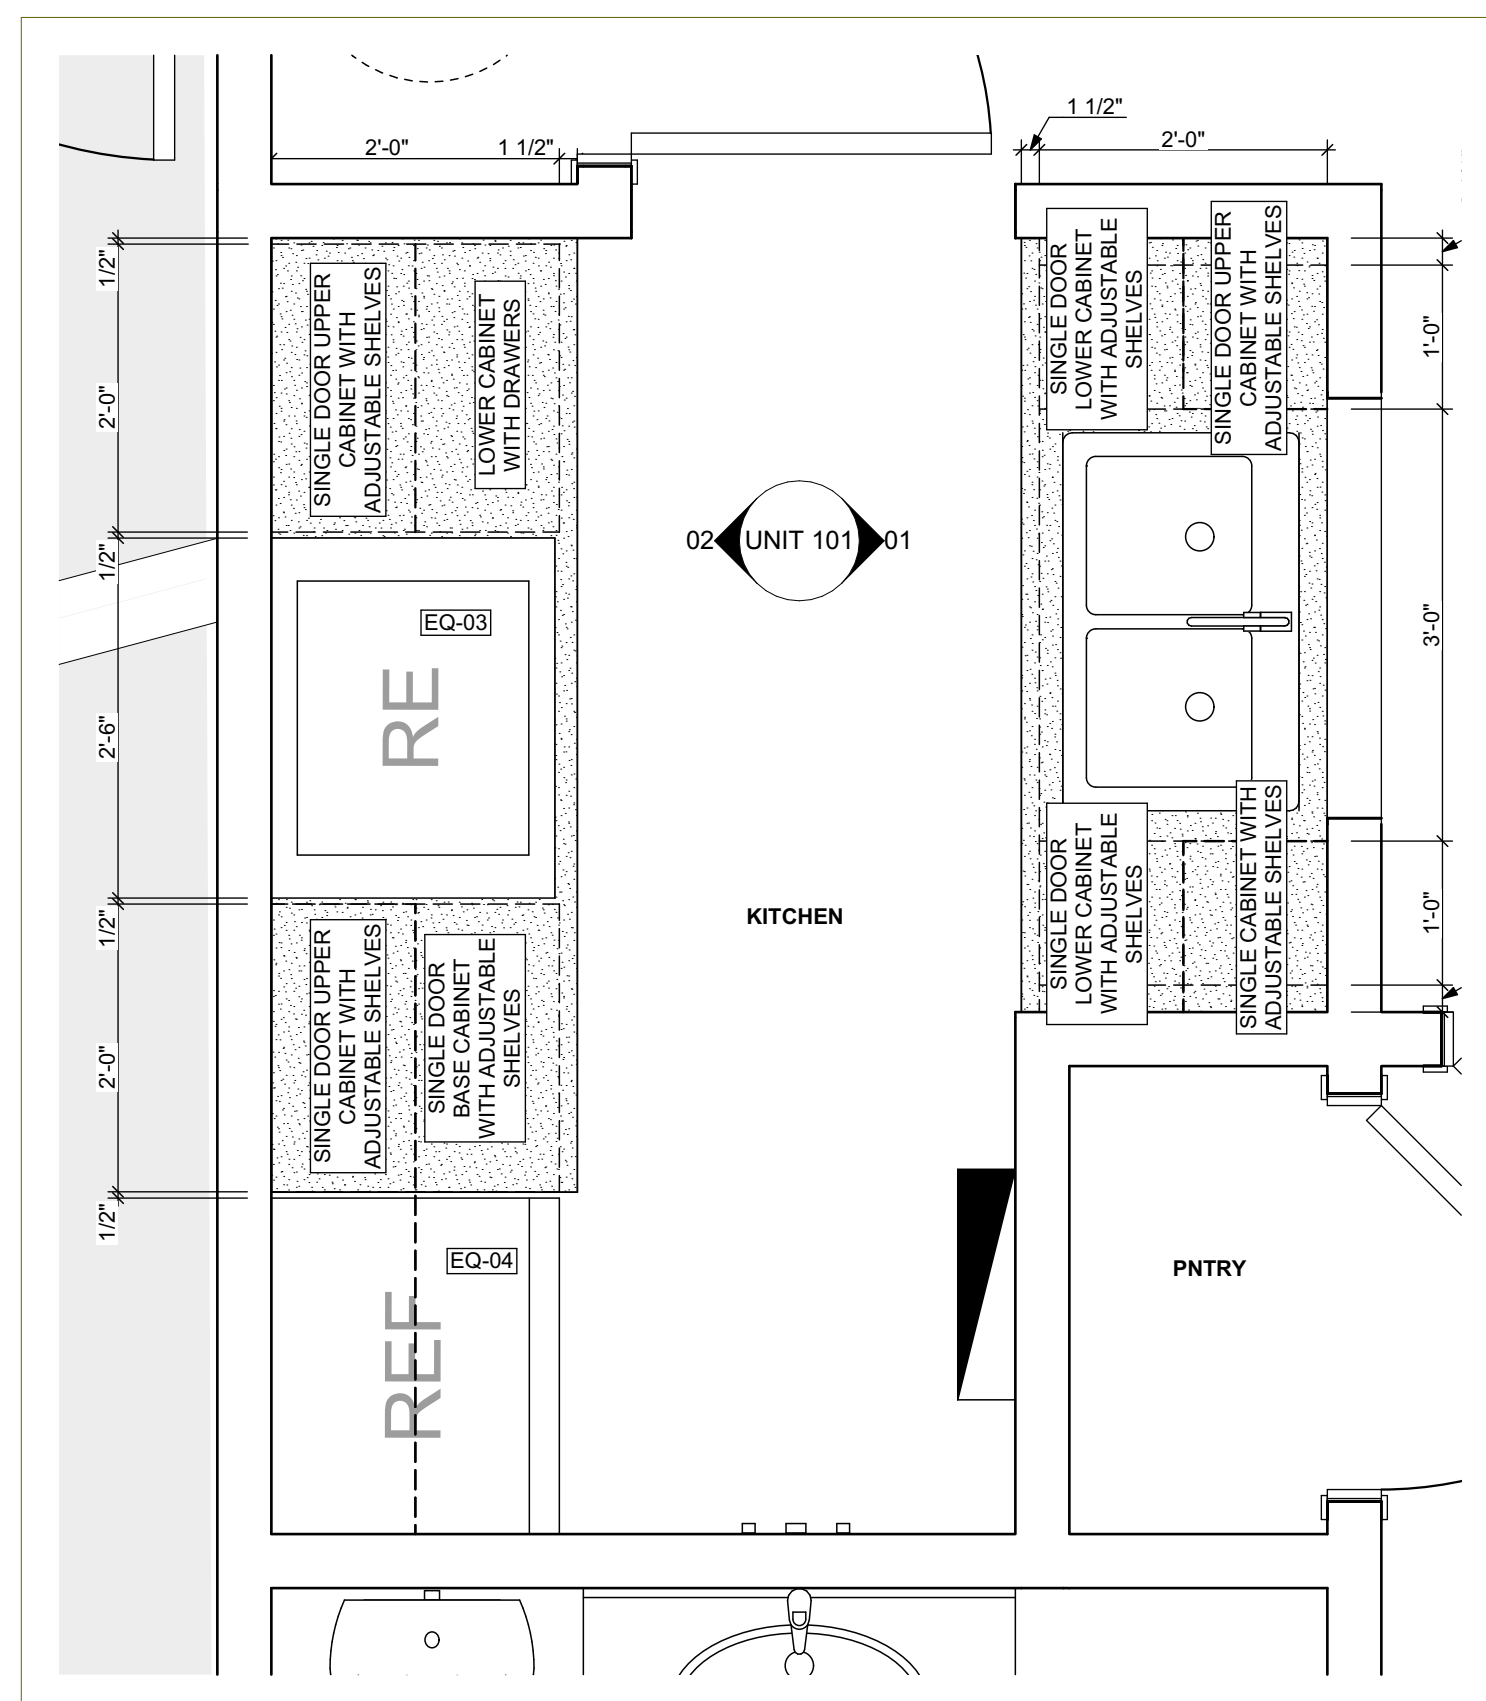 1 1/2"
2'-0"
1 1/2"
2'-0"
1/2"
2'-0"
1/2"
2'-6"
1/2"
2'-0"
1/2"
SINGLE DOOR UPPER
CABINET WITH
ADJUSTABLE SHELVES
LOWER CABINET
WITH DRAWERS
SINGLE DOOR
LOWER CABINET
WITH ADJUSTABLE
SHELVES
SINGLE DOOR UPPER
CABINET WITH
ADJUSTABLE SHELVES
1'-0"
3'-0"
1'-0"
02
UNIT 101
01
EQ-03
RE
KITCHEN
SINGLE DOOR UPPER
CABINET WITH
ADJUSTABLE SHELVES
SINGLE DOOR
BASE CABINET
WITH ADJUSTABLE
SHELVES
SINGLE DOOR
LOWER CABINET
WITH ADJUSTABLE
SHELVES
SINGLE CABINET WITH
ADJUSTABLE SHELVES
EQ-04
REF
PNTRY